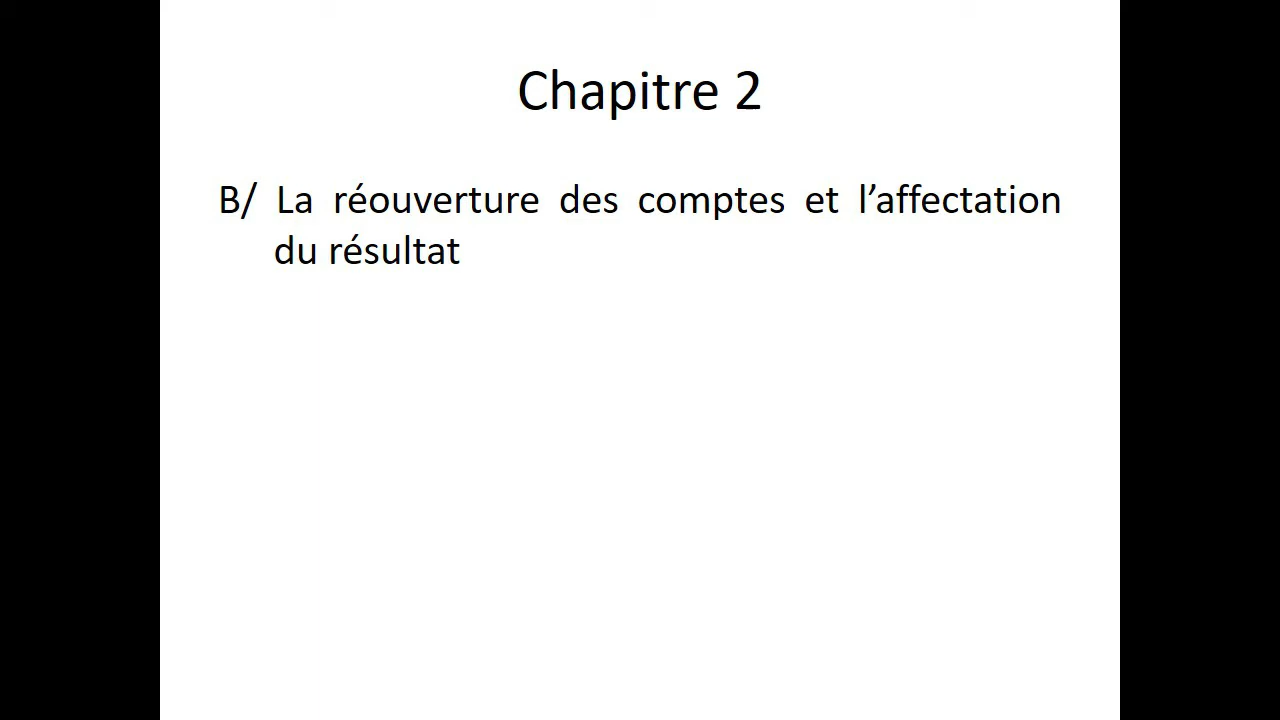 Chapitre 2
B/ La réouverture des comptes et l’affectation
du résultat